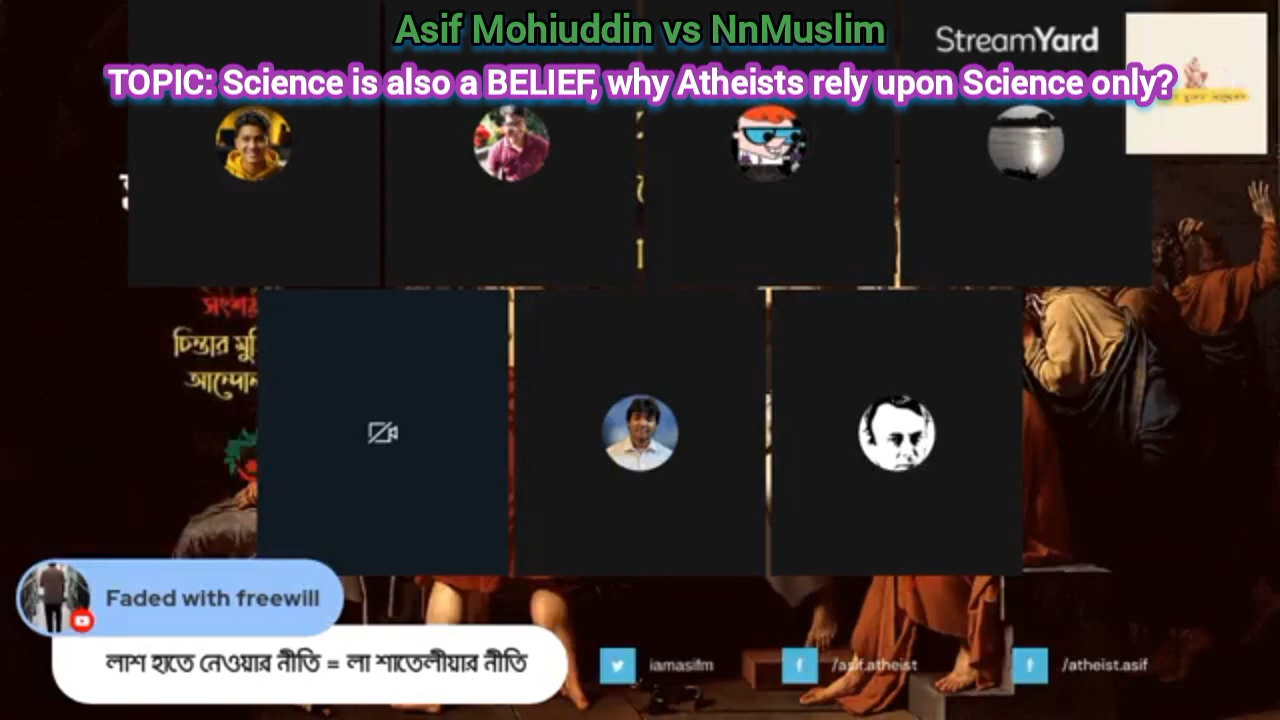 Asif Mohiuddin vs NnMuslim
StreamYard
TOPIC: Science is also a BELIEF, why Atheists rely upon Science only?
চিন্তার
Faded with freewill
লাশ হাতে নেওয়ার নীতি = লা শাতেলীয়ার নীতি
iamasifm
/asif.atheist
/atheist.asif